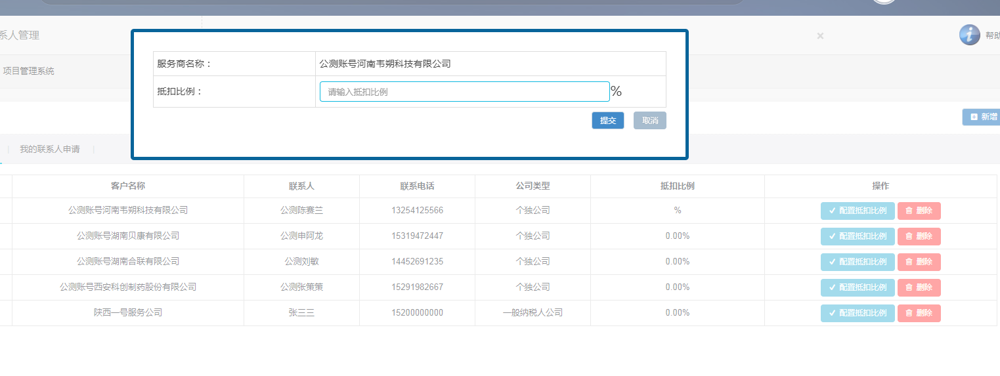 系人管理
帮助
项目管理系统
服务商名称：
公测账号河南韦朔科技有限公司
抵扣比例：
请输入抵扣比例
%
提交
取消
新增
我的联系人申请
客户名称 联系人 联系电话 公司类型 抵扣比例 操作
公测账号河南韦朔科技有限公司 公测陈赛兰 13254125566 个独公司 % 配置抵扣比例 删除
公测账号湖南贝康有限公司 公测申阿龙 15319472447 个独公司 0.00% 配置抵扣比例 删除
公测账号湖南合联有限公司 公测刘敏 14452691235 个独公司 0.00% 配置抵扣比例 删除
公测账号西安科创制药股份有限公司 公测张策策 15291982667 个独公司 0.00% 配置抵扣比例 删除
陕西一号服务公司 张三三 15200000000 一般纳税人公司 0.00% 配置抵扣比例 删除